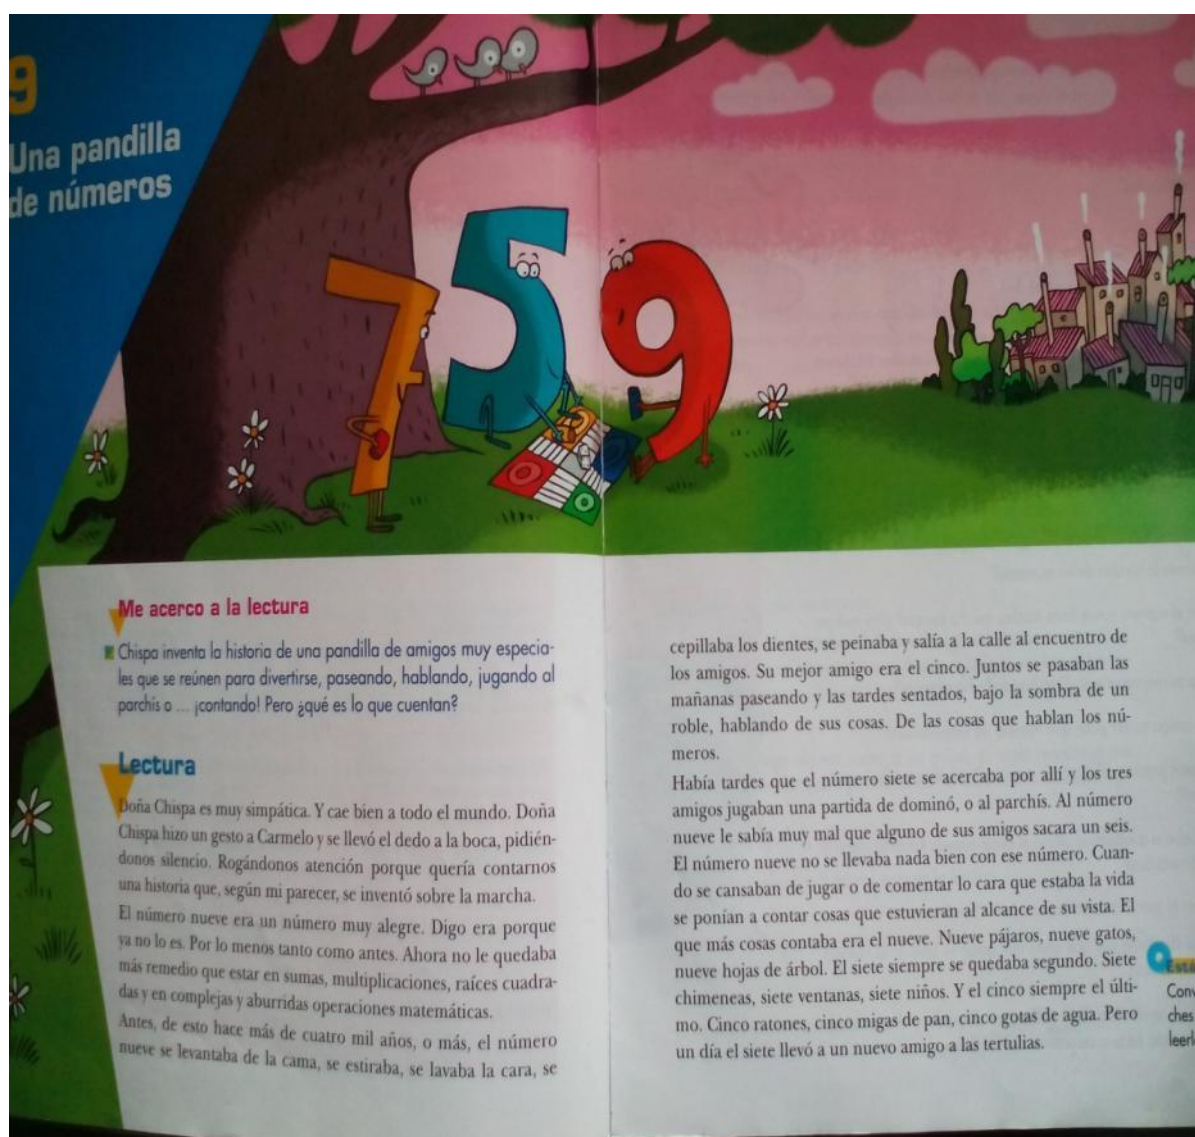 9
Una pandilla
de números
Me acerco a la lectura
Chispa inventa la historia de una pandilla de amigos muy especia-
les que se reúnen para divertirse, paseando, hablando, jugando al
parchís o ... ¡contando! Pero ¿qué es lo que cuentan?
Lectura
Doña Chispa es muy simpática. Y cae bien a todo el mundo. Doña
Chispa hizo un gesto a Carmelo y se llevó el dedo a la boca, pidién-
donos silencio. Rogándonos atención porque quería contarnos
una historia que, según mi parecer, se inventó sobre la marcha.
El número nueve era un número muy alegre. Digo era porque
ya no lo es. Por lo menos tanto como antes. Ahora no le quedaba
más remedio que estar en sumas, multiplicaciones, raíces cuadra-
das y en complejas y aburridas operaciones matemáticas.
Antes, de esto hace más de cuatro mil años, o más, el número
nueve se levantaba de la cama, se estiraba, se lavaba la cara, se
cepillaba los dientes, se peinaba y salía a la calle al encuentro de
los amigos. Su mejor amigo era el cinco. Juntos se pasaban las
mañanas paseando y las tardes sentados, bajo la sombra de un
roble, hablando de sus cosas. De las cosas que hablan los nú-
meros.
Había tardes que el número siete se acercaba por allí y los tres
amigos jugaban una partida de dominó, o al parchís. Al número
nueve le sabía muy mal que alguno de sus amigos sacara un seis.
El número nueve no se llevaba nada bien con ese número. Cuan-
do se cansaban de jugar o de comentar lo cara que estaba la vida
se ponían a contar cosas que estuvieran al alcance de su vista. El
que más cosas contaba era el nueve. Nueve pájaros, nueve gatos,
nueve hojas de árbol. El siete siempre se quedaba segundo. Siete
chimeneas, siete ventanas, siete niños. Y el cinco siempre el últi-
mo. Cinco ratones, cinco migas de pan, cinco gotas de agua. Pero
un día el siete llevó a un nuevo amigo a las tertulias.
7 5 9
Conv
ches
leerl